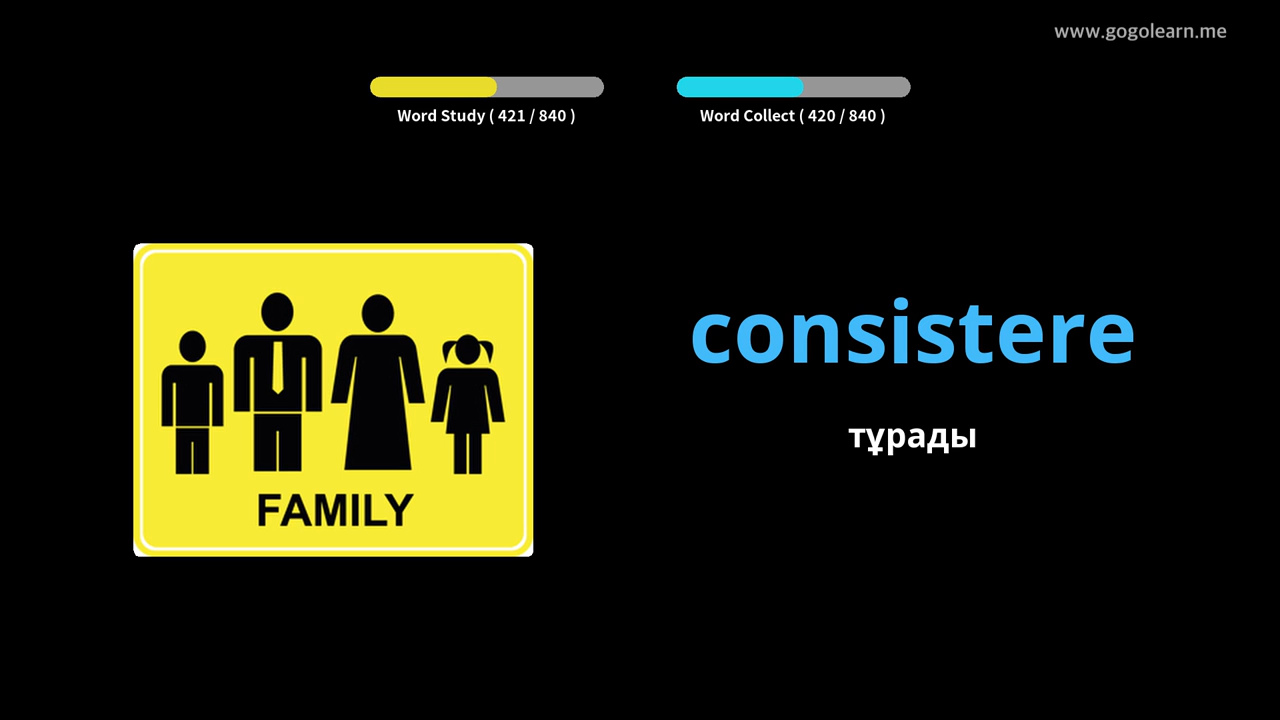 www.gogolearn.me
Word Study ( 421 / 840 )
Word Collect ( 420 / 840 )
consistere
тұрады
FAMILY